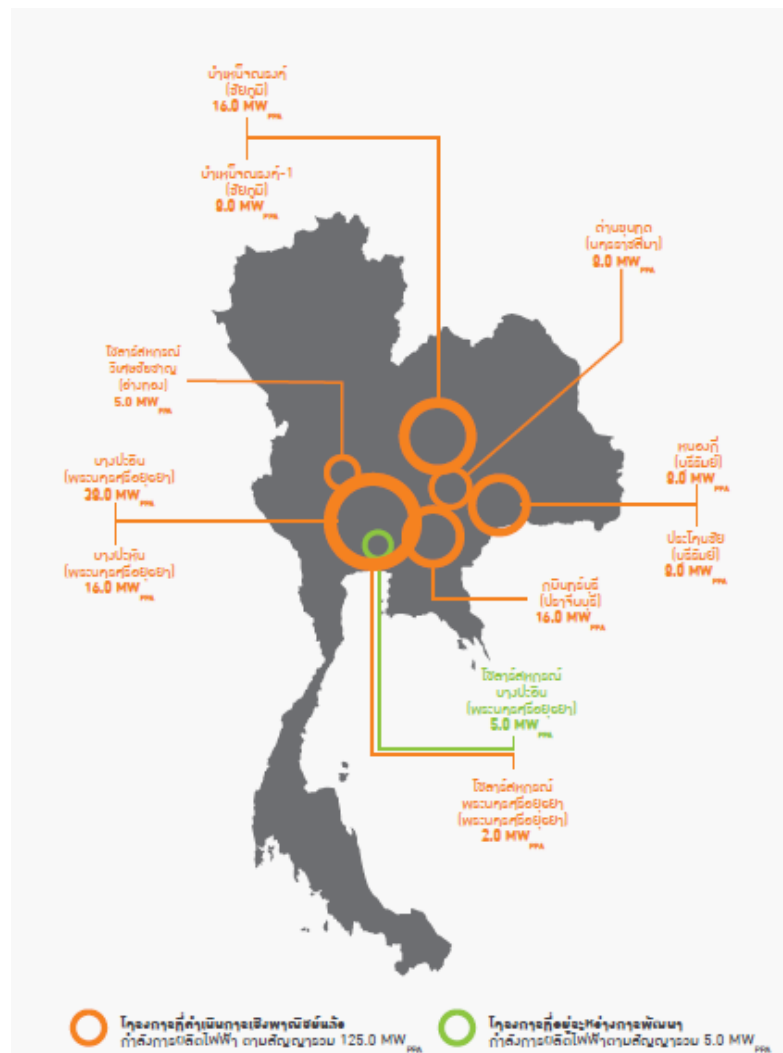 บำเหน็จณรงค์
(ชัยภูมิ)
16.0 MW PPA
บำเหน็จณรงค์-1
(ชัยภูมิ)
8.0 MW PPA
ด่านขุนทด
(นครราชสีมา)
8.0 MW PPA
โซลาร์สหกรณ์
วิเศษชัยชาญ
(อ่างทอง)
5.0 MW PPA
บางปะอิน
(พระนครศรีอยุธยา)
38.0 MW PPA
บางปะหัน
(พระนครศรีอยุธยา)
16.0 MW PPA
หนองกี่
(บุรีรัมย์)
8.0 MW PPA
ประโคนชัย
(บุรีรัมย์)
8.0 MW PPA
กบินทร์บุรี
(ปราจีนบุรี)
16.0 MW PPA
โซลาร์สหกรณ์
บางปะอิน
(พระนครศรีอยุธยา)
5.0 MW PPA
โซลาร์สหกรณ์
พระนครศรีอยุธยา
(พระนครศรีอยุธยา)
2.0 MW PPA
โครงการที่ดำเนินการเชิงพาณิชย์แล้ว
กำลังการผลิตไฟฟ้า ตามสัญญารวม 125.0 MW PPA
โครงการที่อยู่ระหว่างการพัฒนา
กำลังการผลิตไฟฟ้าตามสัญญารวม 5.0 MW PPA